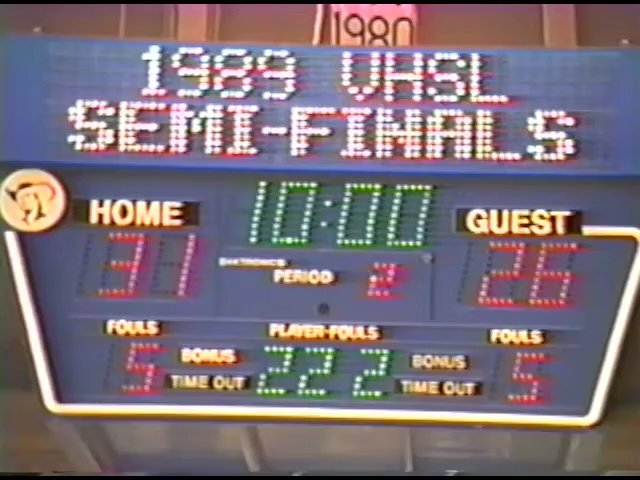 1980
1989 VHSL
SEMI-FINALS
HOME 10:00 GUEST
31 DAKTRONICS PERIOD 2 26
FOULS PLAYER-FOULS FOULS
5 BONUS 22 2 BONUS 5
TIME OUT TIME OUT